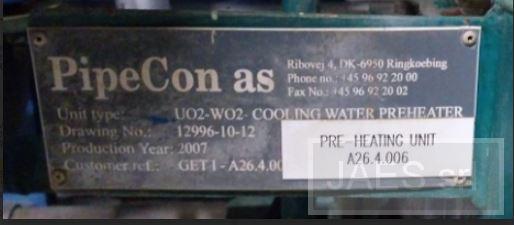 PipeCon as
Ribovej 4, DK-6950 Ringkoebing
Phone no.: +45 96 92 20 00
Fax No.: +45 96 92 20 02
Unit type: UO2-WO2- COOLING WATER PREHEATER
Drawing No.: 12996-10-12
Production Year: 2007
Customer ref.: GET I - A26.4.00
PRE-HEATING UNIT
A26.4.006
JAES srl